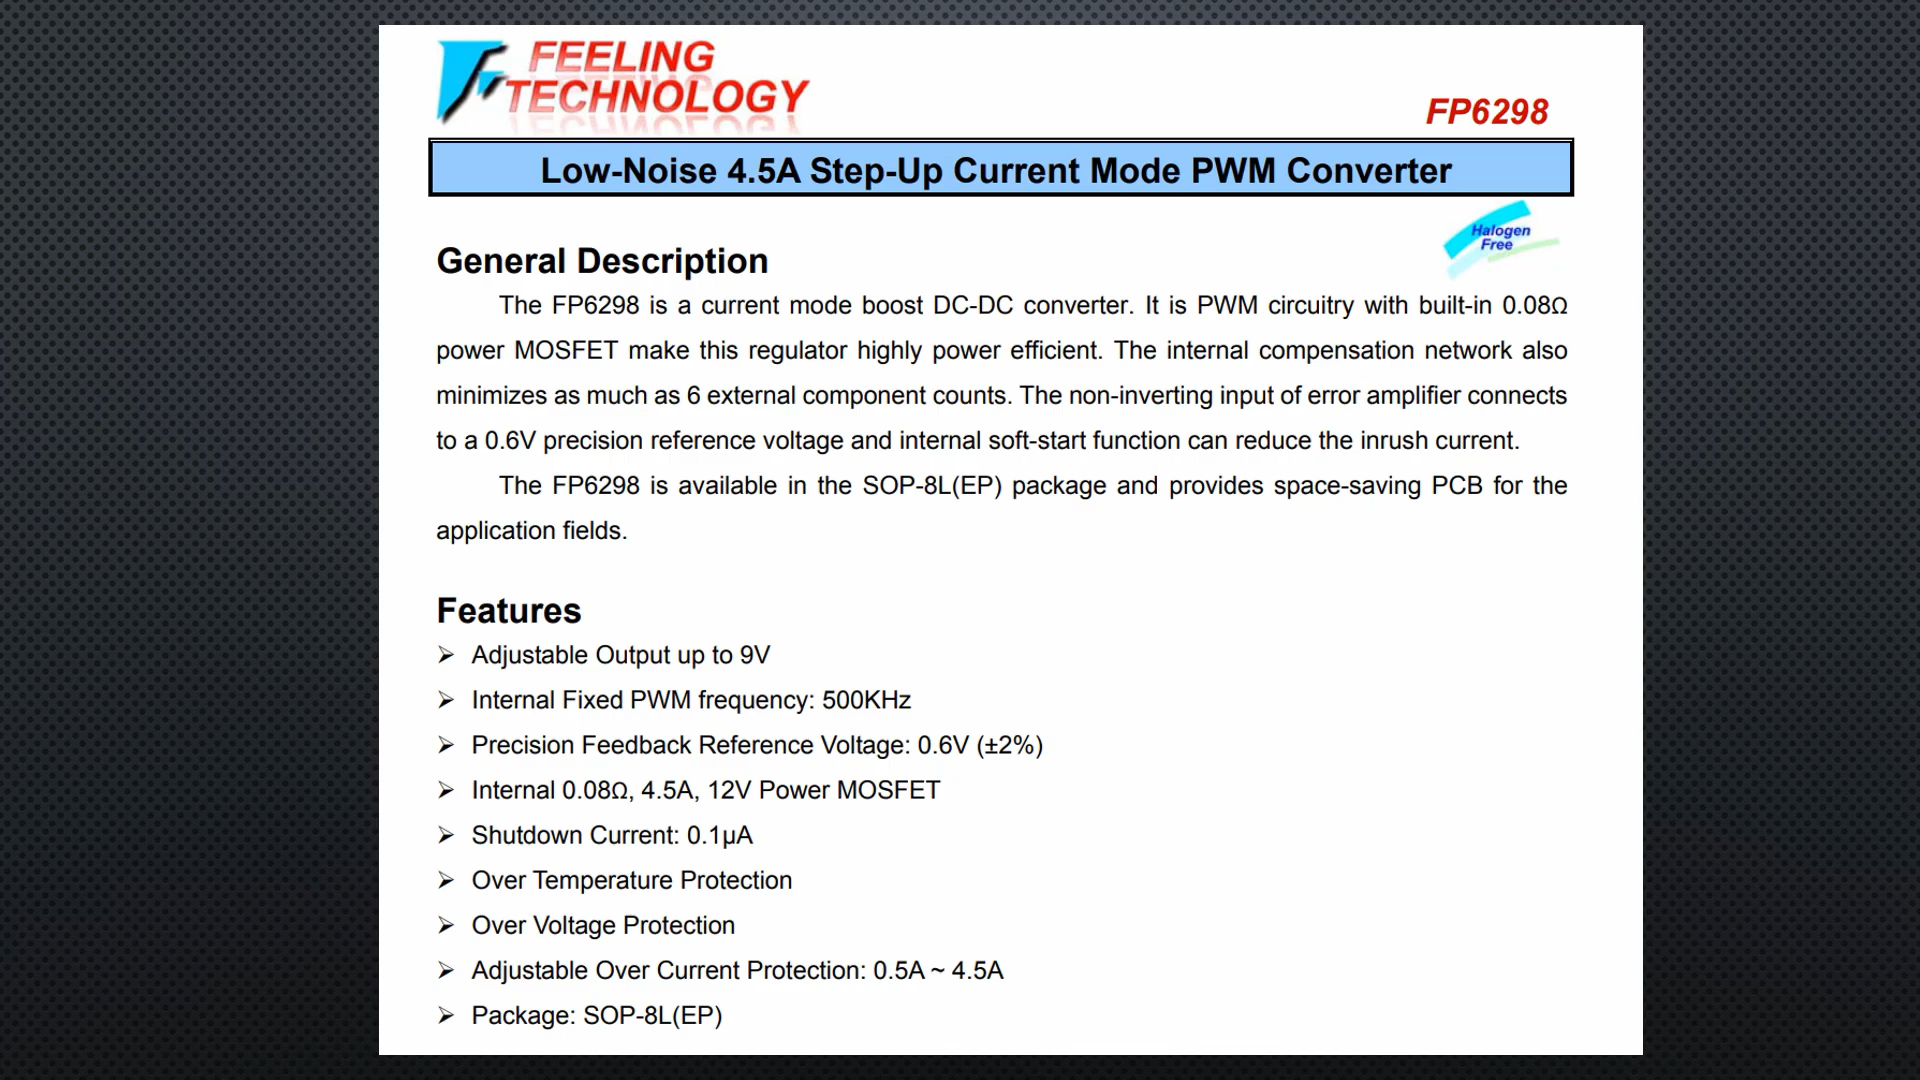 FEELING
TECHNOLOGY
FP6298
Low-Noise 4.5A Step-Up Current Mode PWM Converter
Halogen
Free
General Description
The FP6298 is a current mode boost DC-DC converter. It is PWM circuitry with built-in 0.08Ω
power MOSFET make this regulator highly power efficient. The internal compensation network also
minimizes as much as 6 external component counts. The non-inverting input of error amplifier connects
to a 0.6V precision reference voltage and internal soft-start function can reduce the inrush current.
The FP6298 is available in the SOP-8L(EP) package and provides space-saving PCB for the
application fields.
Features
➢ Adjustable Output up to 9V
➢ Internal Fixed PWM frequency: 500KHz
➢ Precision Feedback Reference Voltage: 0.6V (±2%)
➢ Internal 0.08Ω, 4.5A, 12V Power MOSFET
➢ Shutdown Current: 0.1μA
➢ Over Temperature Protection
➢ Over Voltage Protection
➢ Adjustable Over Current Protection: 0.5A ~ 4.5A
➢ Package: SOP-8L(EP)